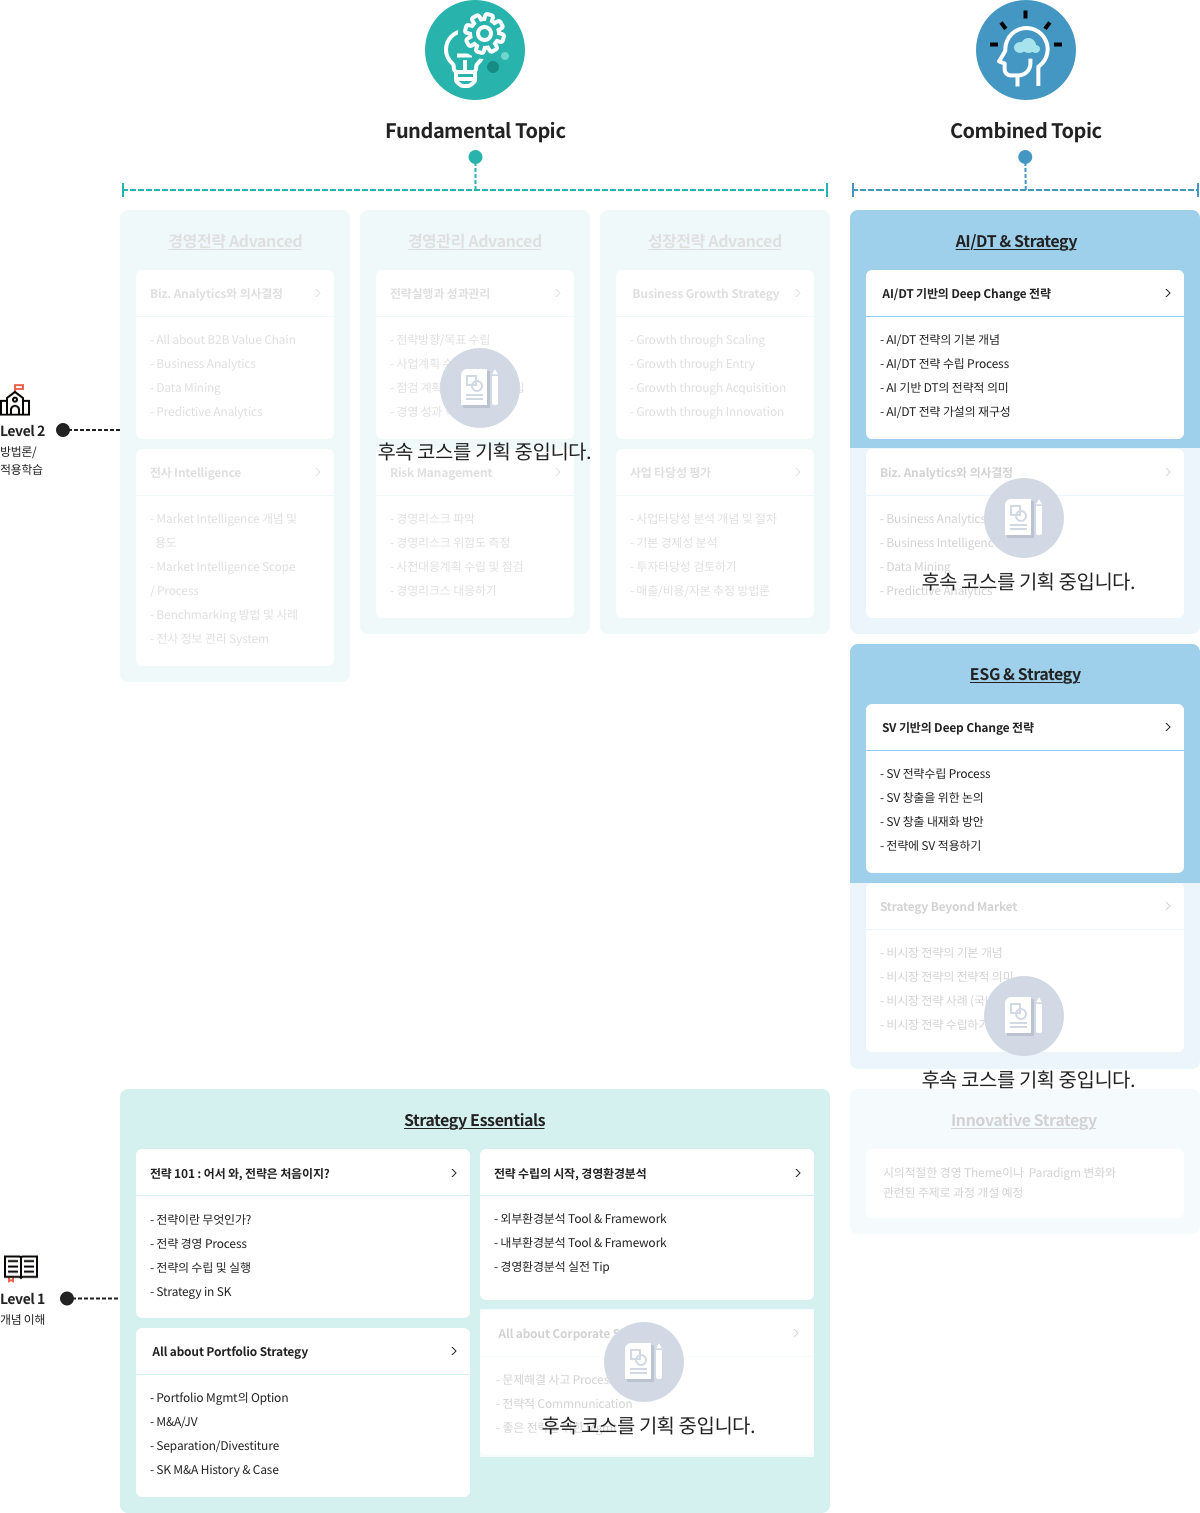 Fundamental Topic
Combined Topic
Level 2
방법론/
적용학습
경영전략 Advanced
Biz. Analytics와 의사결정
- All about B2B Value Chain
- Business Analytics
- Data Mining
- Predictive Analytics
전사 Intelligence
- Market Intelligence 개념 및
용도
- Market Intelligence Scope
/ Process
- Benchmarking 방법 및 사례
- 전사 정보 관리 System
경영관리 Advanced
전략실행과 성과관리
- 전략방향/목표 수립
- 사업계획
- 점검 계획
- 경영 성과
후속 코스를 기획 중입니다.
Risk Management
- 경영리스크 파악
- 경영리스크 위험도 측정
- 사전대응계획 수립 및 점검
- 경영리크스 대응하기
성장전략 Advanced
Business Growth Strategy
- Growth through Scaling
- Growth through Entry
- Growth through Acquisition
- Growth through Innovation
사업 타당성 평가
- 사업타당성 분석 개념 및 절차
- 기본 경제성 분석
- 투자타당성 검토하기
- 매출/비용/자본 추정 방법론
AI/DT & Strategy
AI/DT 기반의 Deep Change 전략
- AI/DT 전략의 기본 개념
- AI/DT 전략 수립 Process
- AI 기반 DT의 전략적 의미
- AI/DT 전략 가설의 재구성
Biz. Analytics와 의사결정
- Business Analytics
- Business Intelligenc
- Data Mining
- Predictive Analytics
후속 코스를 기획 중입니다.
ESG & Strategy
SV 기반의 Deep Change 전략
- SV 전략수립 Process
- SV 창출을 위한 논의
- SV 창출 내재화 방안
- 전략에 SV 적용하기
Strategy Beyond Market
- 비시장 전략의 기본 개념
- 비시장 전략의 전략적 의미
- 비시장 전략 사례
- 비시장 전략 수립하기
후속 코스를 기획 중입니다.
Level 1
개념 이해
Strategy Essentials
전략 101 : 어서 와, 전략은 처음이지?
- 전략이란 무엇인가?
- 전략 경영 Process
- 전략의 수립 및 실행
- Strategy in SK
전략 수립의 시작, 경영환경분석
- 외부환경분석 Tool & Framework
- 내부환경분석 Tool & Framework
- 경영환경분석 실전 Tip
All about Portfolio Strategy
- Portfolio Mgmt의 Option
- M&A/JV
- Separation/Divestiture
- SK M&A History & Case
All about Corporate
- 문제해결 사고 Process
- 전략적 Commnunication
- 좋은
후속 코스를 기획 중입니다.
Innovative Strategy
시의적절한 경영 Theme이나 Paradigm 변화와
관련된 주제로 과정 개설 예정